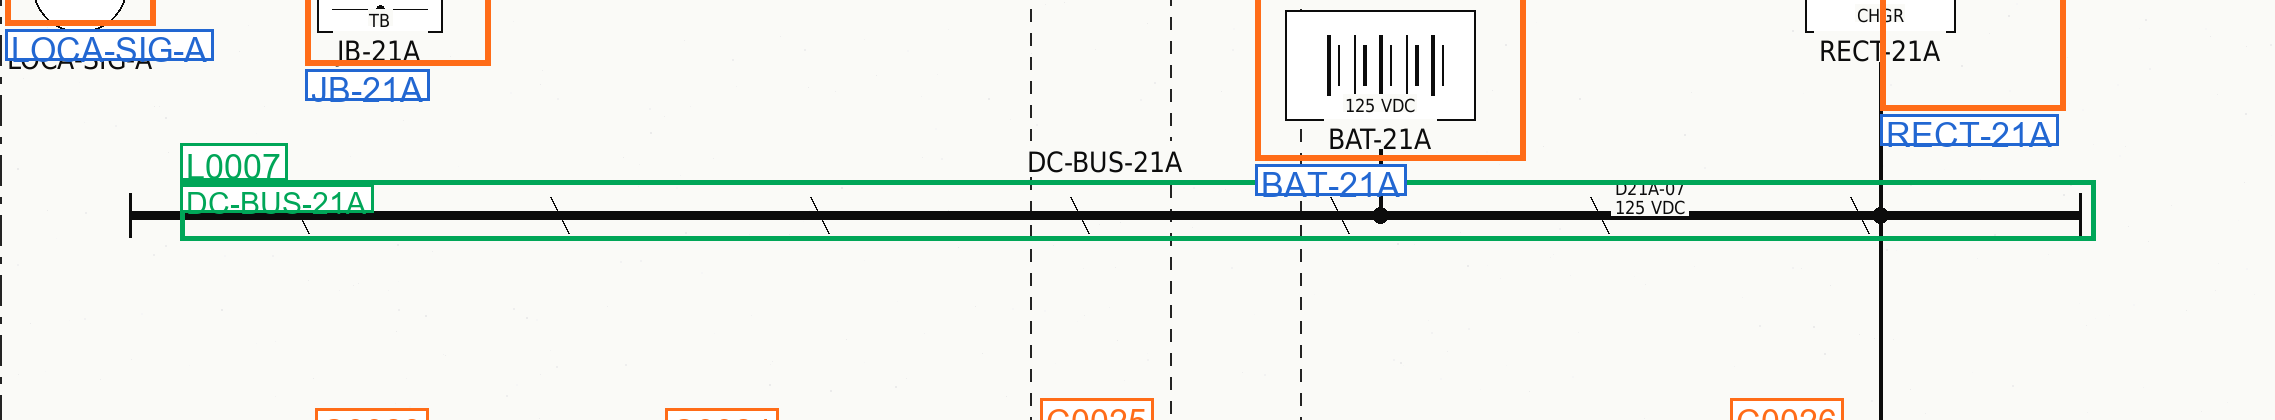 TB
CHGR
LOCA-SIG-A
LOCA-SIG-A
JB-21A
JB-21A
RECT-21A
125 VDC
BAT-21A
RECT-21A
L0007
DC-BUS-21A
BAT-21A
DC-BUS-21A
D21A-07
125 VDC
C0025
C0026